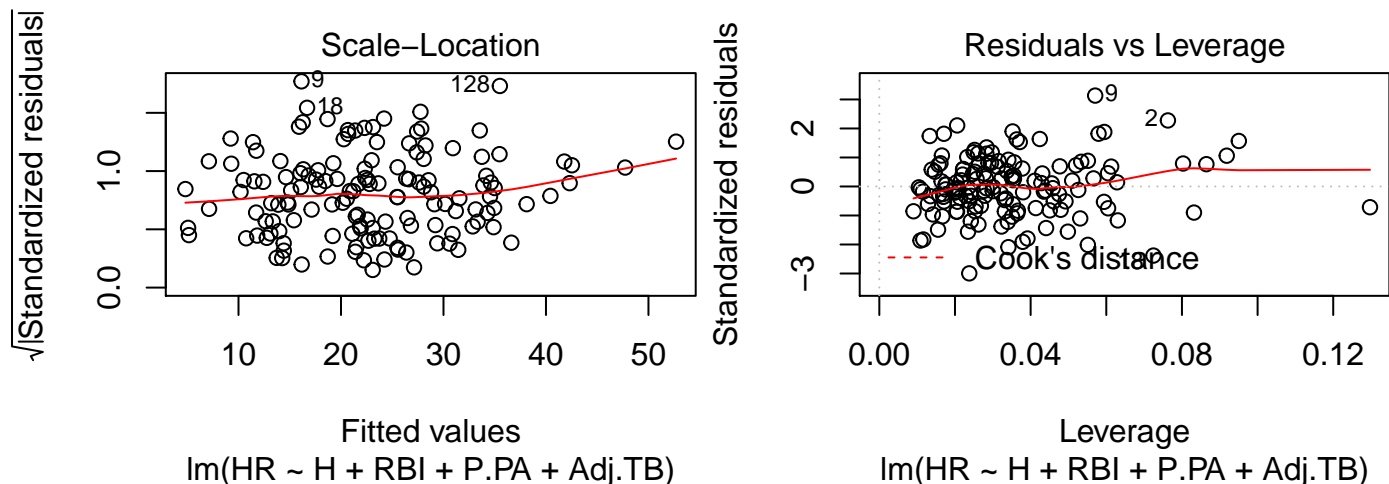 Scale−Location
√|Standardized residuals|
0.0
1.0
9
18
128
10
20
30
40
50
Fitted values
lm(HR ~ H + RBI + P.PA + Adj.TB)
Residuals vs Leverage
Standardized residuals
−3
0
2
9
2
Cook's distance
0.00
0.04
0.08
0.12
Leverage
lm(HR ~ H + RBI + P.PA + Adj.TB)